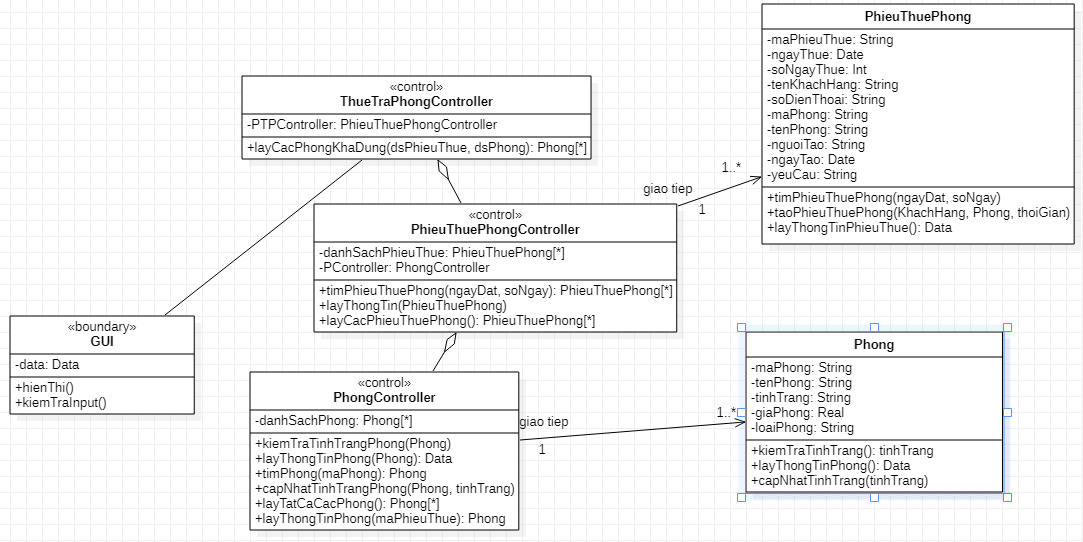 PhieuThuePhong
-maPhieuThue: String
-ngayThue: Date
-soNgayThue: Int
-tenKhachHang: String
-soDienThoai: String
-maPhong: String
-tenPhong: String
-nguoiTao: String
-ngayTao: Date
-yeuCau: String
+timPhieuThuePhong(ngayDat, soNgay)
+taoPhieuThuePhong(KhachHang, Phong, thoiGian)
+layThongTinPhieuThue(): Data
«control»
ThueTraPhongController
-PTPController: PhieuThuePhongController
+layCacPhongKhaDung(dsPhieuThue, dsPhong): Phong[*]
1..*
giao tiep
1
«control»
PhieuThuePhongController
-danhSachPhieuThue: PhieuThuePhong[*]
-PController: PhongController
+timPhieuThuePhong(ngayDat, soNgay): PhieuThuePhong[*]
+layThongTin(PhieuThuePhong)
+layCacPhieuThuePhong(): PhieuThuePhong[*]
«boundary»
GUI
-data: Data
+hienThi()
+kiemTraInput()
«control»
PhongController
-danhSachPhong: Phong[*]
+kiemTraTinhTrangPhong(Phong)
+layThongTinPhong(Phong): Data
+timPhong(maPhong): Phong
+capNhatTinhTrangPhong(Phong, tinhTrang)
+layTatCaCacPhong(): Phong[*]
+layThongTinPhong(maPhieuThue): Phong
giao tiep
1
1..*
Phong
-maPhong: String
-tenPhong: String
-tinhTrang: String
-giaPhong: Real
-loaiPhong: String
+kiemTraTinhTrang(): tinhTrang
+layThongTinPhong(): Data
+capNhatTinhTrang(tinhTrang)